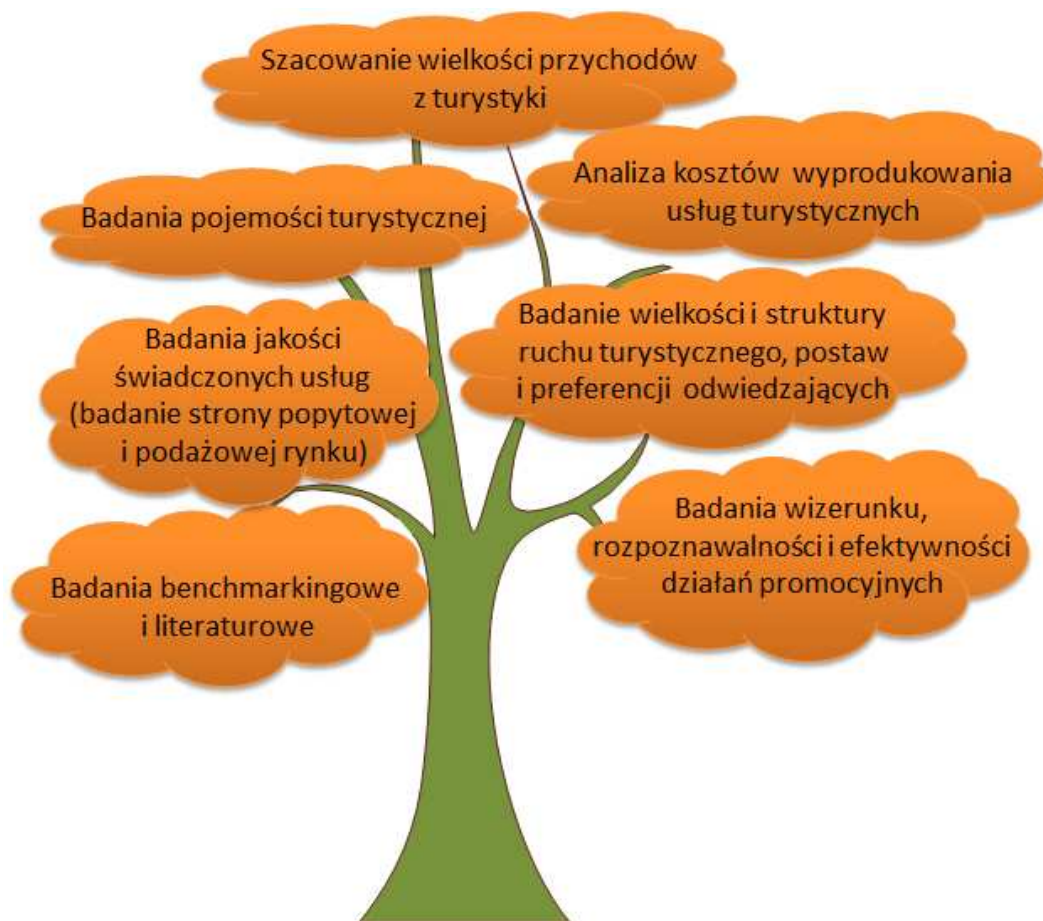 Szacowanie wielkości przychodów
z turystyki
Analiza kosztów wyprodukowania
usług turystycznych
Badania pojemości turystycznej
Badania jakości
świadczonych usług
(badanie strony popytowej
i podażowej rynku)
Badanie wielkości i struktury
ruchu turystycznego, postaw
i preferencji odwiedzających
Badania wizerunku,
rozpoznawalności i efektywności
działań promocyjnych
Badania benchmarkingowe
i literaturowe